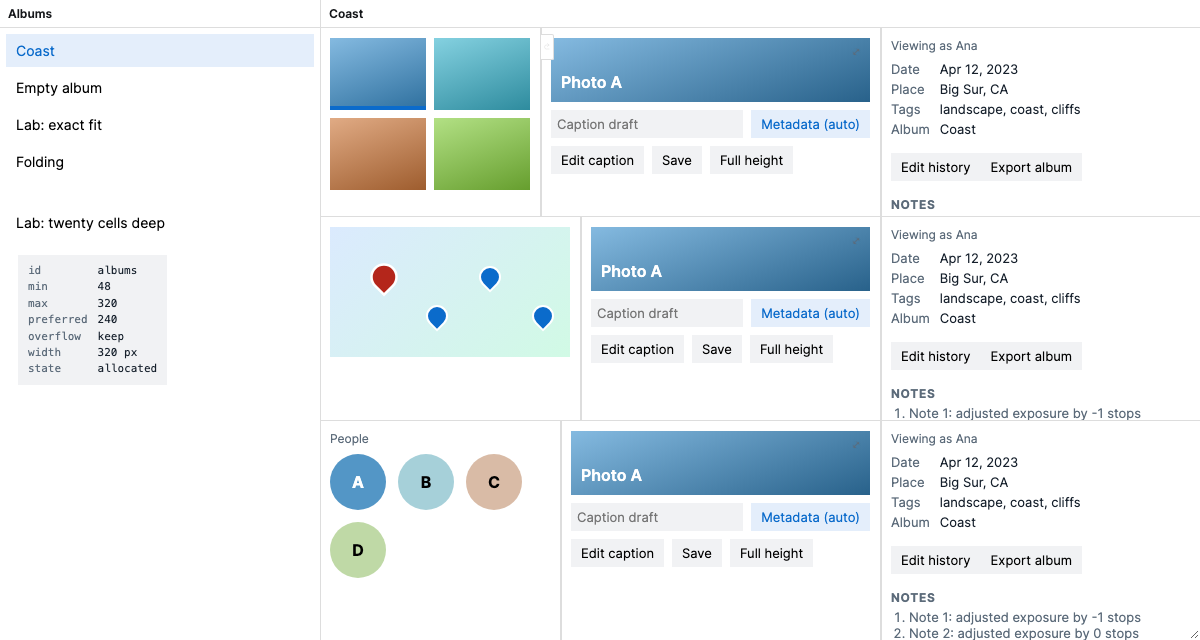 Albums
Coast
Empty album
Lab: exact fit
Folding
Lab: twenty cells deep
id albums
min 48
max 320
preferred 240
overflow keep
width 320 px
state allocated
Coast
Photo A
Caption draft Metadata (auto)
Edit caption Save Full height
Viewing as Ana
Date Apr 12, 2023
Place Big Sur, CA
Tags landscape, coast, cliffs
Album Coast
Edit history Export album
NOTES
Photo A
Caption draft Metadata (auto)
Edit caption Save Full height
Viewing as Ana
Date Apr 12, 2023
Place Big Sur, CA
Tags landscape, coast, cliffs
Album Coast
Edit history Export album
NOTES
1. Note 1: adjusted exposure by -1 stops
People
A B C
D
Photo A
Caption draft Metadata (auto)
Edit caption Save Full height
Viewing as Ana
Date Apr 12, 2023
Place Big Sur, CA
Tags landscape, coast, cliffs
Album Coast
Edit history Export album
NOTES
1. Note 1: adjusted exposure by -1 stops
2. Note 2: adjusted exposure by 0 stops